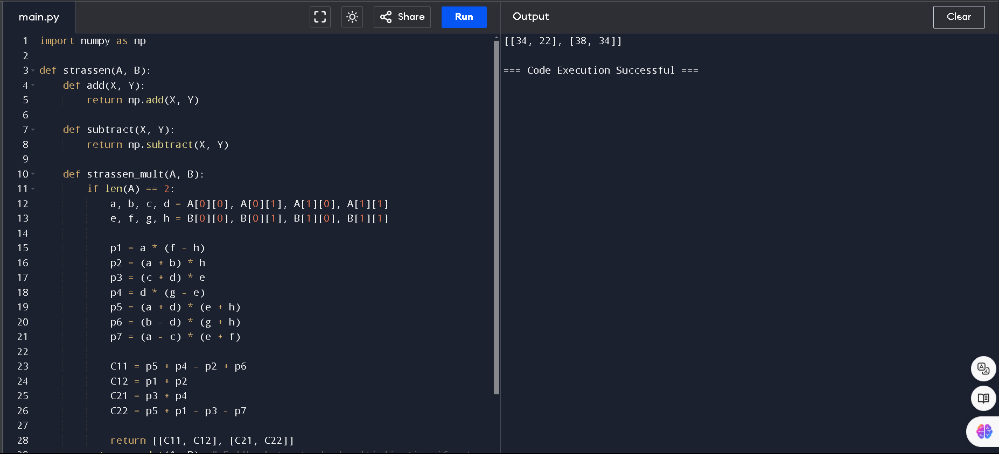 main.py
Share
Run
Output
Clear
1 import numpy as np
2
3 def strassen(A, B):
4     def add(X, Y):
5         return np.add(X, Y)
6
7     def subtract(X, Y):
8         return np.subtract(X, Y)
9
10     def strassen_mult(A, B):
11         if len(A) == 2:
12             a, b, c, d = A[0][0], A[0][1], A[1][0], A[1][1]
13             e, f, g, h = B[0][0], B[0][1], B[1][0], B[1][1]
14
15             p1 = a * (f - h)
16             p2 = (a + b) * h
17             p3 = (c + d) * e
18             p4 = d * (g - e)
19             p5 = (a + d) * (e + h)
20             p6 = (b - d) * (g + h)
21             p7 = (a - c) * (e + f)
22
23             C11 = p5 + p4 - p2 + p6
24             C12 = p1 + p2
25             C21 = p3 + p4
26             C22 = p5 + p1 - p3 - p7
27
28             return [[C11, C12], [C21, C22]]
[[34, 22], [38, 34]]
=== Code Execution Successful ===